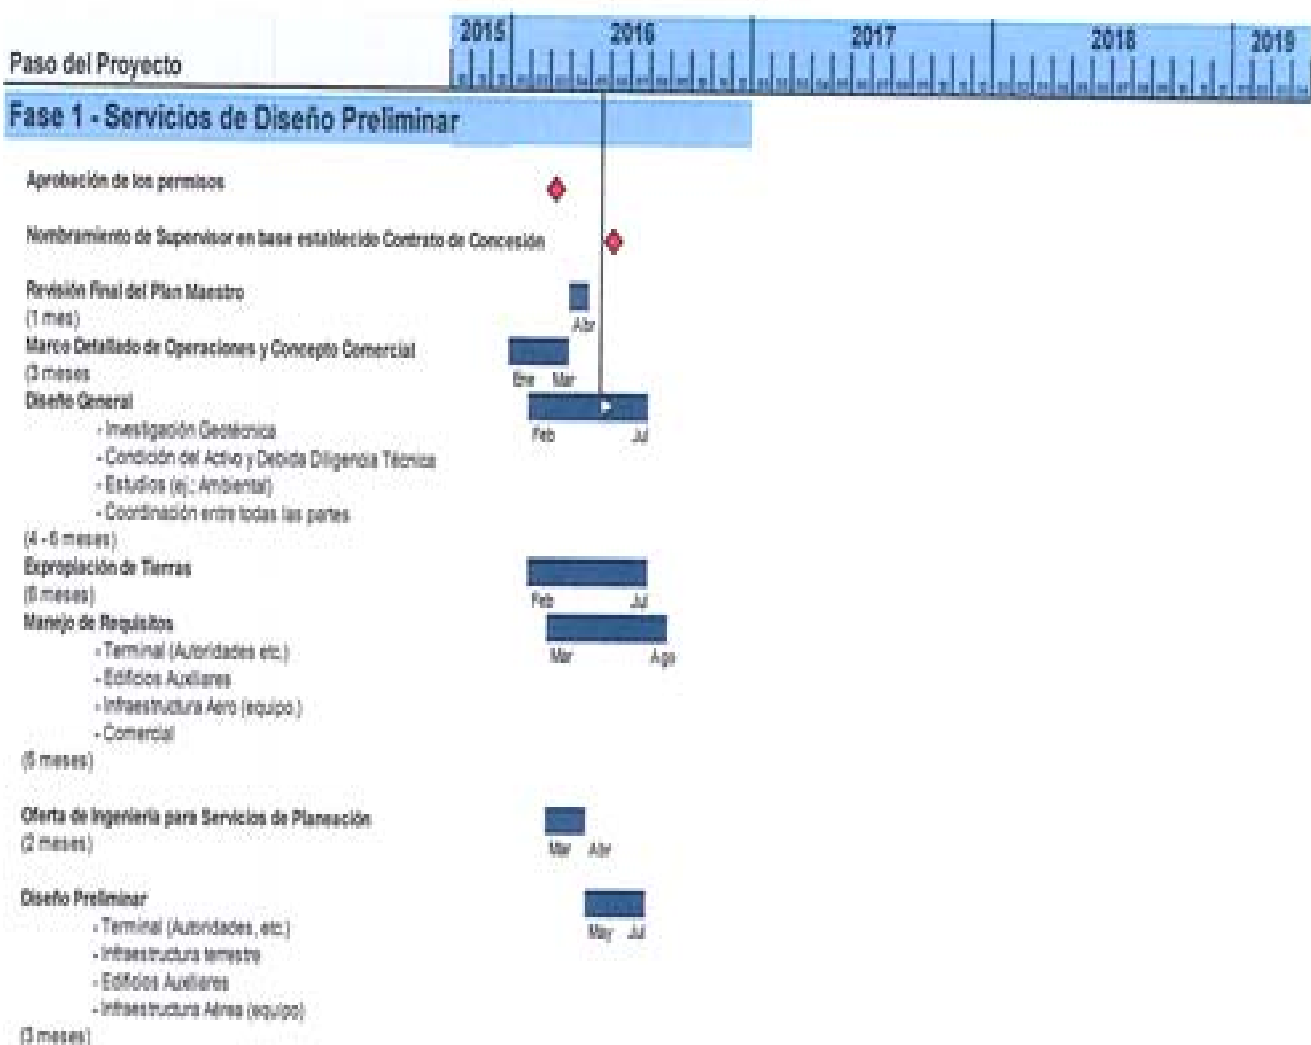 2015 2016 2017 2018 2019
Paso del Proyecto
Fase 1 - Servicios de Diseño Preliminar
Aprobación de los permisos
Nombramiento de Supervisor en base establecido Contrato de Concesión
Revisión Final del Plan Maestro
(1 mes)
Abr
Marco Detallado de Operaciones y Concepto Comercial
(3 meses
Ene Mar
Diseño General
- Investigación Geotécnica
Feb Jul
- Condición del Activo y Debida Diligencia Técnica
- Estudios (ej.: Ambiental)
- Coordinación entre todas las partes
(4 - 6 meses)
Expropiación de Tierras
(6 meses)
Feb Jul
Manejo de Requisitos
- Terminal (Autoridades etc.)
Mar Ago
- Edificios Auxiliares
- Infraestructura Aero (equipo.)
- Comercial
(6 meses)
Oferta de Ingeniería para Servicios de Planeación
(2 meses)
Mar Abr
Diseño Preliminar
- Terminal (Autoridades, etc.)
May Jul
- Infraestructura terrestre
- Edificios Auxiliares
- Infraestructura Aérea (equipo)
(3 meses)